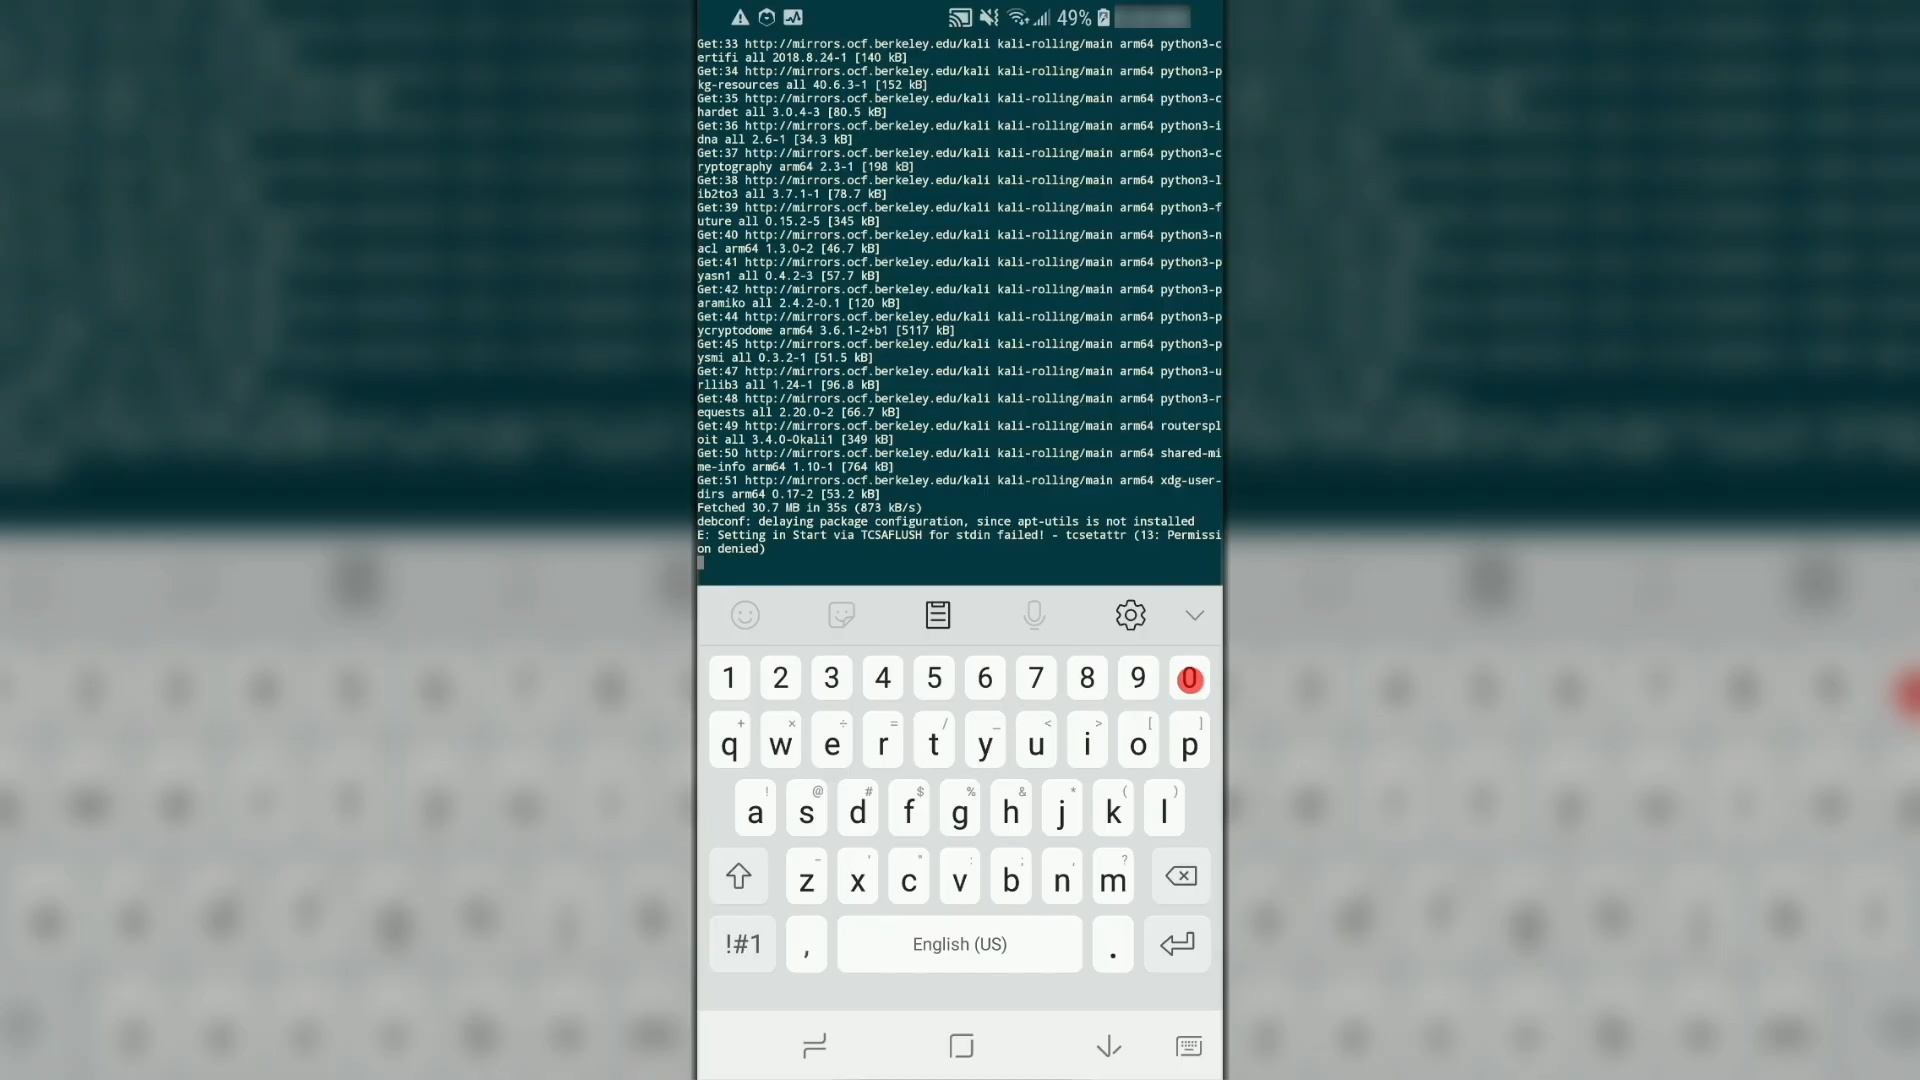 49%
Get:33 http://mirrors.ocf.berkeley.edu/kali kali-rolling/main arm64 python3-c
ertifi all 2018.8.24-1 [140 kB]
Get:34 http://mirrors.ocf.berkeley.edu/kali kali-rolling/main arm64 python3-p
kg-resources all 40.6.3-1 [152 kB]
Get:35 http://mirrors.ocf.berkeley.edu/kali kali-rolling/main arm64 python3-c
hardet all 3.0.4-3 [80.5 kB]
Get:36 http://mirrors.ocf.berkeley.edu/kali kali-rolling/main arm64 python3-i
dna all 2.6-1 [34.3 kB]
Get:37 http://mirrors.ocf.berkeley.edu/kali kali-rolling/main arm64 python3-c
ryptography arm64 2.3-1 [198 kB]
Get:38 http://mirrors.ocf.berkeley.edu/kali kali-rolling/main arm64 python3-l
ib2to3 all 3.7.1-1 [78.7 kB]
Get:39 http://mirrors.ocf.berkeley.edu/kali kali-rolling/main arm64 python3-f
uture all 0.15.2-5 [345 kB]
Get:40 http://mirrors.ocf.berkeley.edu/kali kali-rolling/main arm64 python3-n
acl arm64 1.3.0-2 [46.7 kB]
Get:41 http://mirrors.ocf.berkeley.edu/kali kali-rolling/main arm64 python3-p
yasn1 all 0.4.2-3 [57.7 kB]
Get:42 http://mirrors.ocf.berkeley.edu/kali kali-rolling/main arm64 python3-p
aramiko all 2.4.2-0.1 [120 kB]
Get:44 http://mirrors.ocf.berkeley.edu/kali kali-rolling/main arm64 python3-p
ycryptodome arm64 3.6.1-2+b1 [5117 kB]
Get:45 http://mirrors.ocf.berkeley.edu/kali kali-rolling/main arm64 python3-p
ysmi all 0.3.2-1 [51.5 kB]
Get:47 http://mirrors.ocf.berkeley.edu/kali kali-rolling/main arm64 python3-u
rllib3 all 1.24-1 [96.8 kB]
Get:48 http://mirrors.ocf.berkeley.edu/kali kali-rolling/main arm64 python3-r
equests all 2.20.0-2 [66.7 kB]
Get:49 http://mirrors.ocf.berkeley.edu/kali kali-rolling/main arm64 routerspl
oit all 3.4.0-0kali1 [349 kB]
Get:50 http://mirrors.ocf.berkeley.edu/kali kali-rolling/main arm64 shared-mi
me-info arm64 1.10-1 [764 kB]
Get:51 http://mirrors.ocf.berkeley.edu/kali kali-rolling/main arm64 xdg-user-
dirs arm64 0.17-2 [53.2 kB]
Fetched 30.7 MB in 35s (873 kB/s)
debconf: delaying package configuration, since apt-utils is not installed
E: Setting in Start via TCSAFLUSH for stdin failed! - tcsetattr (13: Permissi
on denied)
1 2 3 4 5 6 7 8 9 0
+ × ÷ = / _ < > [ ]
q w e r t y u i o p
! @ # $ % & * ( )
a s d f g h j k l
- ' " : ; , ?
z x c v b n m
!#1 , English (US) .